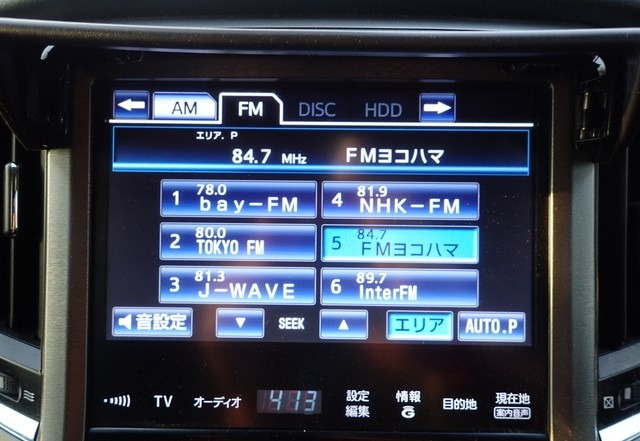 AM FM DISC HDD
エリア. P
84.7 MHz FMヨコハマ
1 78.0 bay-FM
4 81.9 NHK-FM
2 80.0 TOKYO FM
5 84.7 FMヨコハマ
3 81.3 J-WAVE
6 89.7 InterFM
音設定 SEEK エリア AUTO.P
TV オーディオ 413 設定編集 情報G 目的地 現在地 案内音声